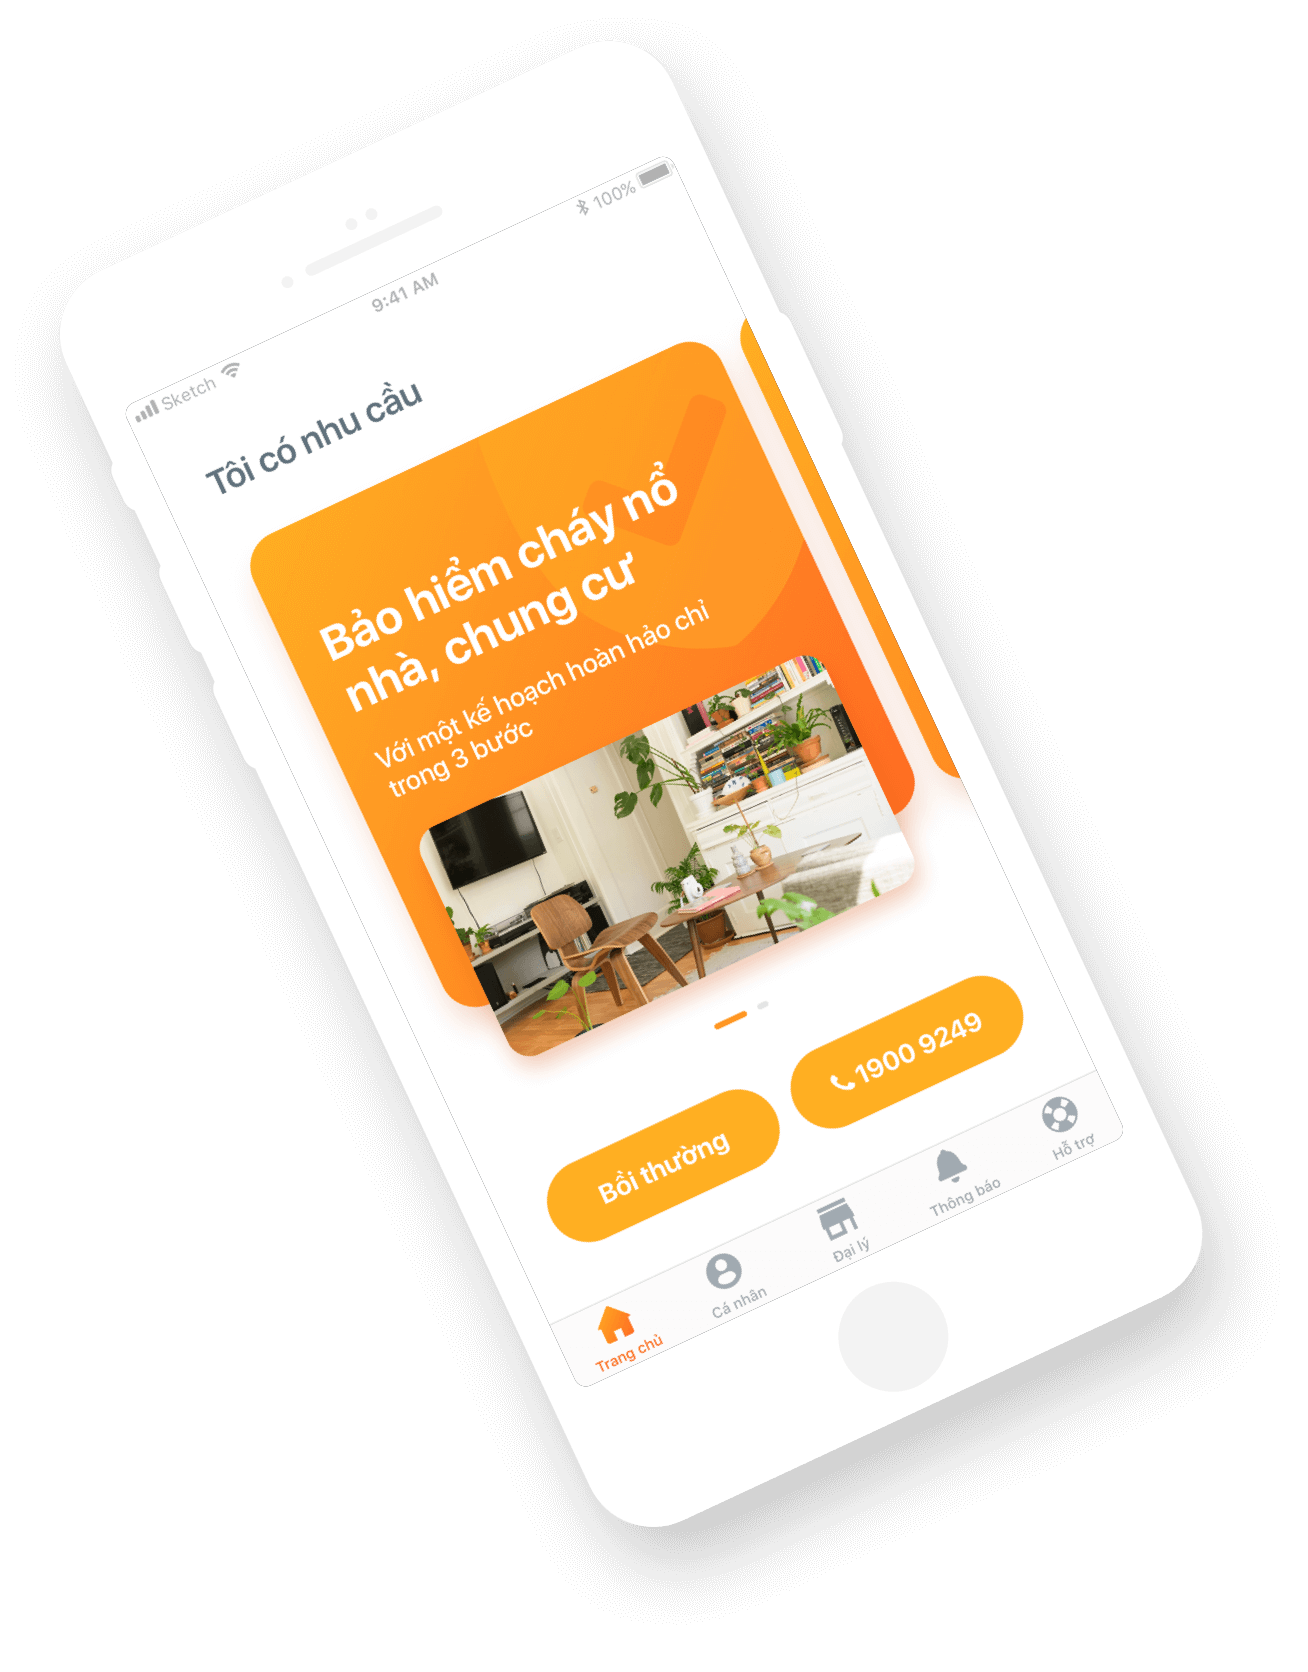 Sketch
9:41 AM
100%
Tôi có nhu cầu
Bảo hiểm cháy nổ
nhà, chung cư
Với một kế hoạch hoàn hảo chỉ
trong 3 bước
Bồi thường
1900 9249
Trang chủ
Cá nhân
Đại lý
Thông báo
Hỗ trợ